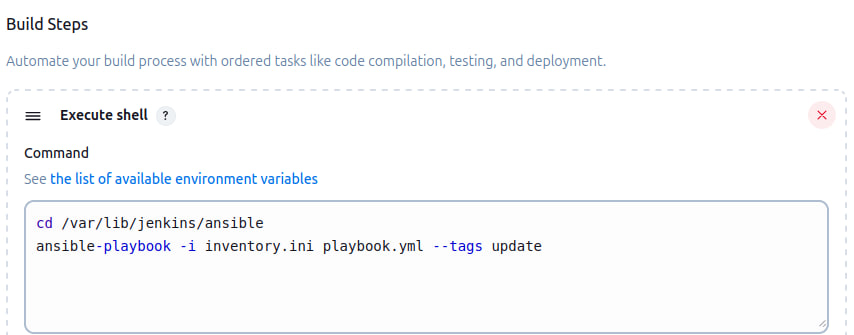 Build Steps
Automate your build process with ordered tasks like code compilation, testing, and deployment.
Execute shell ?
Command
See the list of available environment variables
cd /var/lib/jenkins/ansible
ansible-playbook -i inventory.ini playbook.yml --tags update